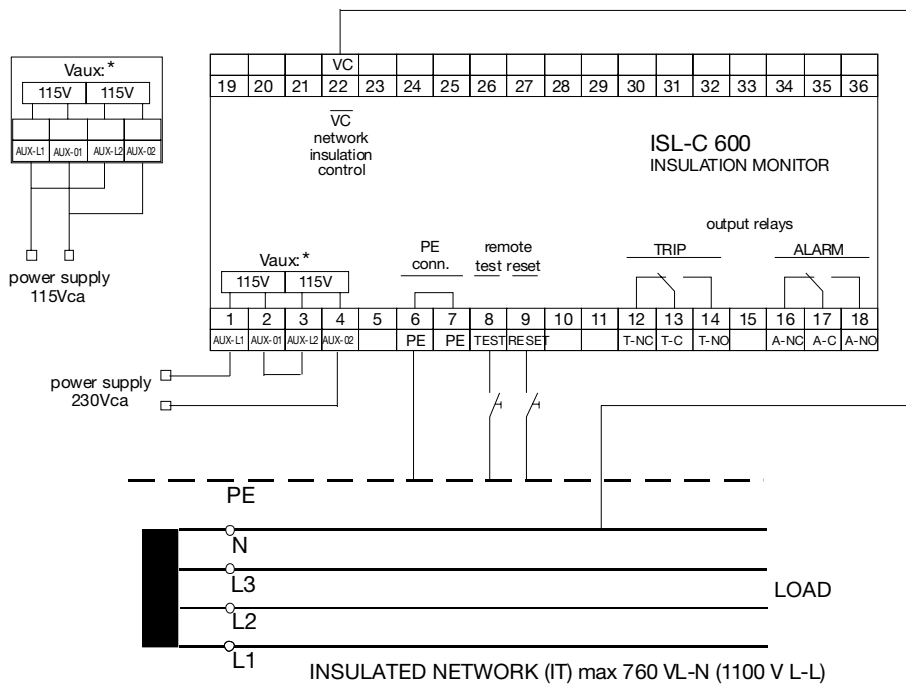 Vaux:*
115V 115V
AUX-L1 AUX-01 AUX-L2 AUX-02
power supply
115Vca
VC
19 20 21 22 23 24 25 26 27 28 29 30 31 32 33 34 35 36
VC
network
insulation
control
ISL-C 600
INSULATION MONITOR
output relays
TRIP ALARM
PE
conn.
remote
test reset
Vaux:*
115V 115V
1 2 3 4 5 6 7 8 9 10 11 12 13 14 15 16 17 18
AUX-L1 AUX-01 AUX-L2 AUX-02 PE PE TEST RESET T-NC T-C T-NO A-NC A-C A-NO
power supply
230Vca
PE
N
L3
LOAD
L2
L1
INSULATED NETWORK (IT) max 760 VL-N (1100 V L-L)